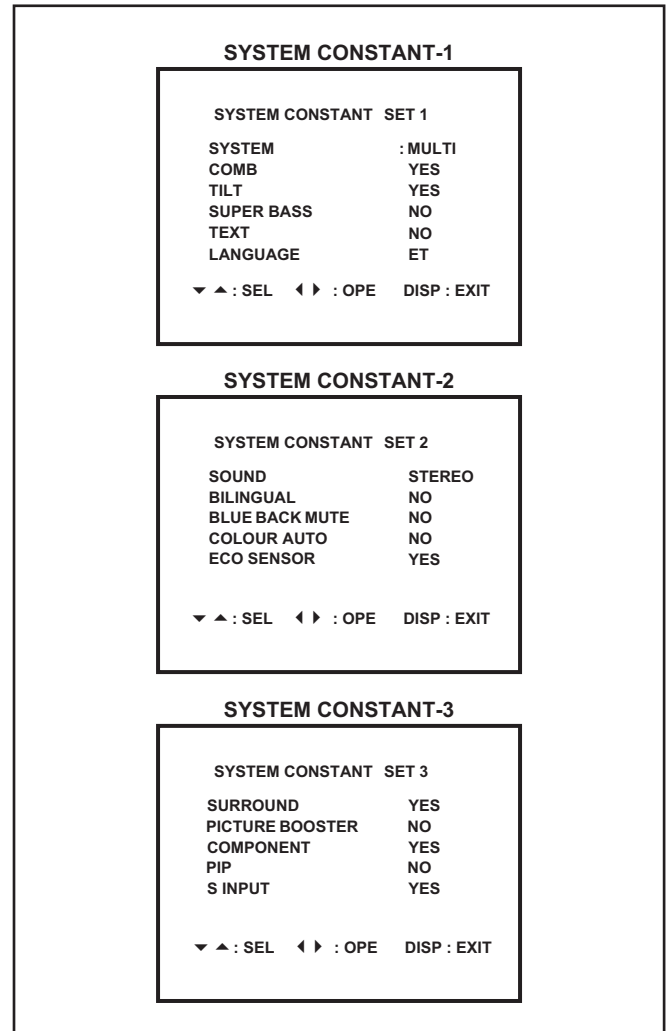 SYSTEM CONSTANT-1
SYSTEM CONSTANT SET 1
SYSTEM : MULTI
COMB YES
TILT YES
SUPER BASS NO
TEXT NO
LANGUAGE ET
▼ ▲ : SEL ◀ ▶ : OPE DISP : EXIT
SYSTEM CONSTANT-2
SYSTEM CONSTANT SET 2
SOUND STEREO
BILINGUAL NO
BLUE BACK MUTE NO
COLOUR AUTO NO
ECO SENSOR YES
▼ ▲ : SEL ◀ ▶ : OPE DISP : EXIT
SYSTEM CONSTANT-3
SYSTEM CONSTANT SET 3
SURROUND YES
PICTURE BOOSTER NO
COMPONENT YES
PIP NO
S INPUT YES
▼ ▲ : SEL ◀ ▶ : OPE DISP : EXIT